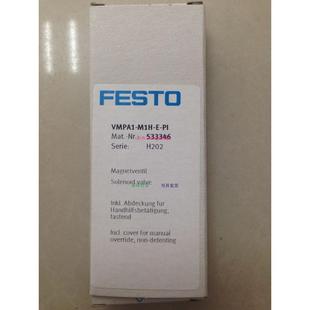 FESTO
VMPA1-M1H-E-PI
Mat.-Nr.: 533346
Serie: H202
Magnetventil
Solenoid valve
Inkl. Abdeckung für
Handhilfsbetätigung,
tastend
Incl. cover for manual
override, non-detenting